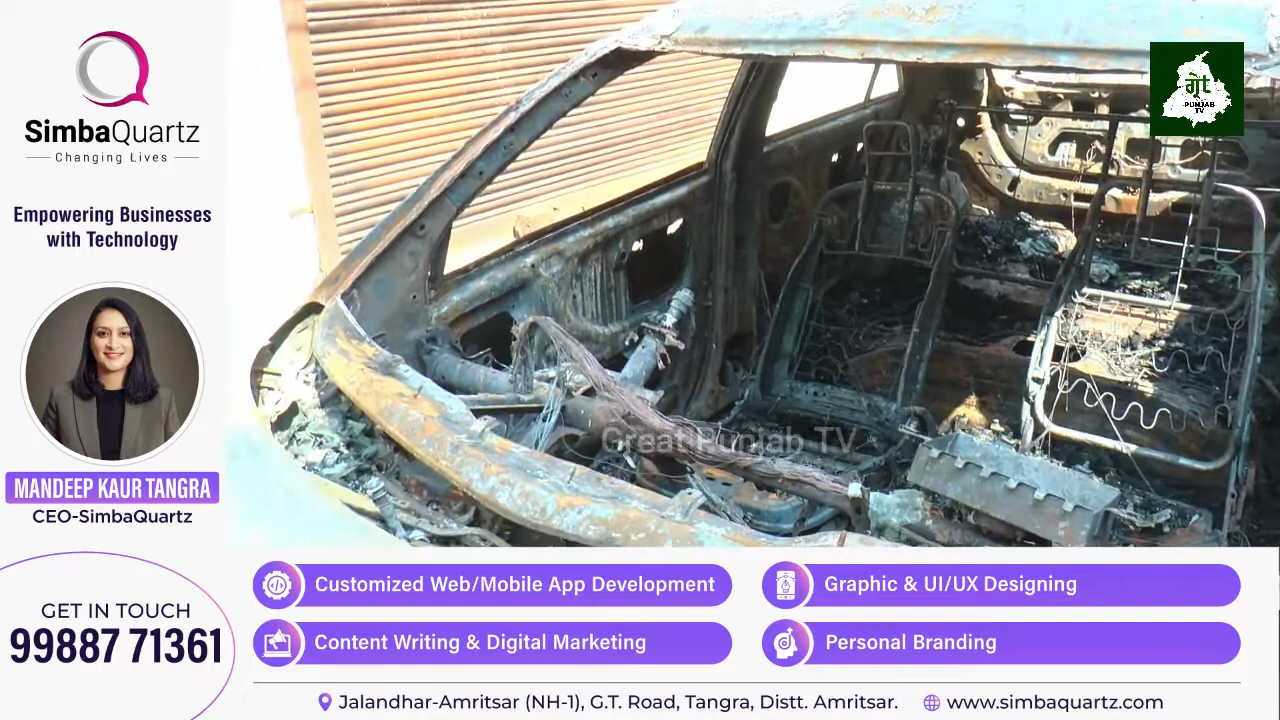 SimbaQuartz
Changing Lives
Empowering Businesses
with Technology
MANDEEP KAUR TANGRA
CEO-SimbaQuartz
GET IN TOUCH
99887 71361
PUNJAB
TV
Great Punjab TV
Customized Web/Mobile App Development
Graphic & UI/UX Designing
Content Writing & Digital Marketing
Personal Branding
Jalandhar-Amritsar (NH-1), G.T. Road, Tangra, Distt. Amritsar.
www.simbaquartz.com